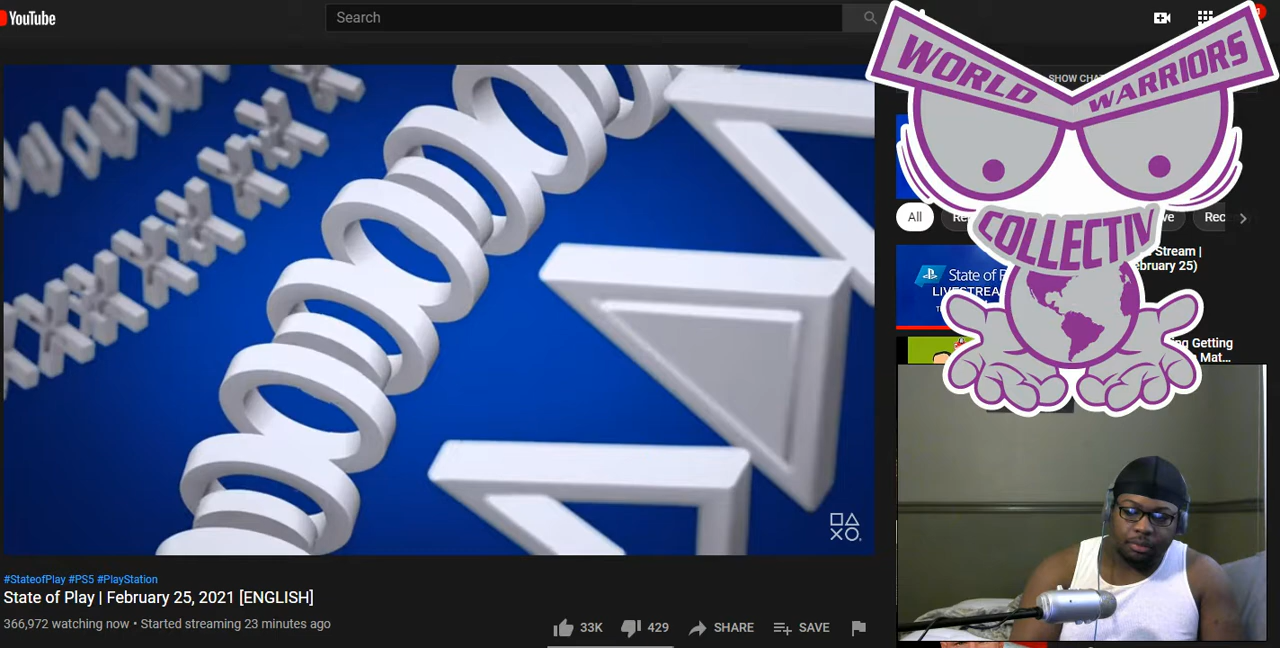 YouTube
Search
SHOW CHAT
WORLD WARRIORS
COLLECTIV
All
Rec
Stream |
ebruary 25)
State of P
LIVESTREA
ng Getting
Mat...
#StateofPlay #PS5 #PlayStation
State of Play | February 25, 2021 [ENGLISH]
366,972 watching now • Started streaming 23 minutes ago
33K
429
SHARE
SAVE